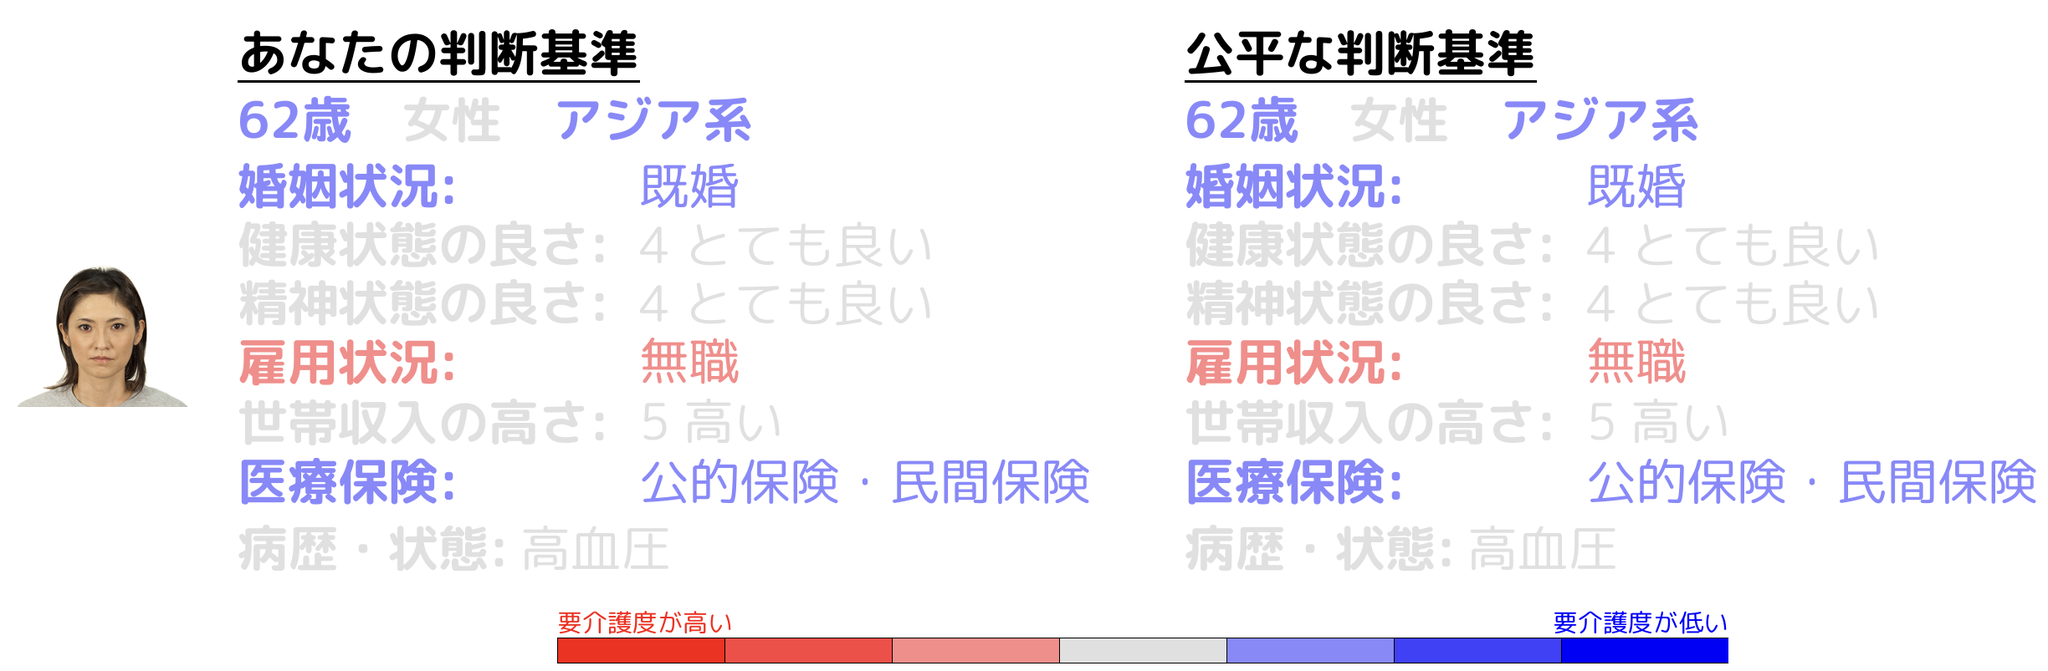 あなたの判断基準
62歳 女性 アジア系
婚姻状況: 既婚
健康状態の良さ: 4 とても良い
精神状態の良さ: 4 とても良い
雇用状況: 無職
世帯収入の高さ: 5 高い
医療保険: 公的保険・民間保険
病歴・状態: 高血圧
公平な判断基準
62歳 女性 アジア系
婚姻状況: 既婚
健康状態の良さ: 4 とても良い
精神状態の良さ: 4 とても良い
雇用状況: 無職
世帯収入の高さ: 5 高い
医療保険: 公的保険・民間保険
病歴・状態: 高血圧
要介護度が高い
要介護度が低い